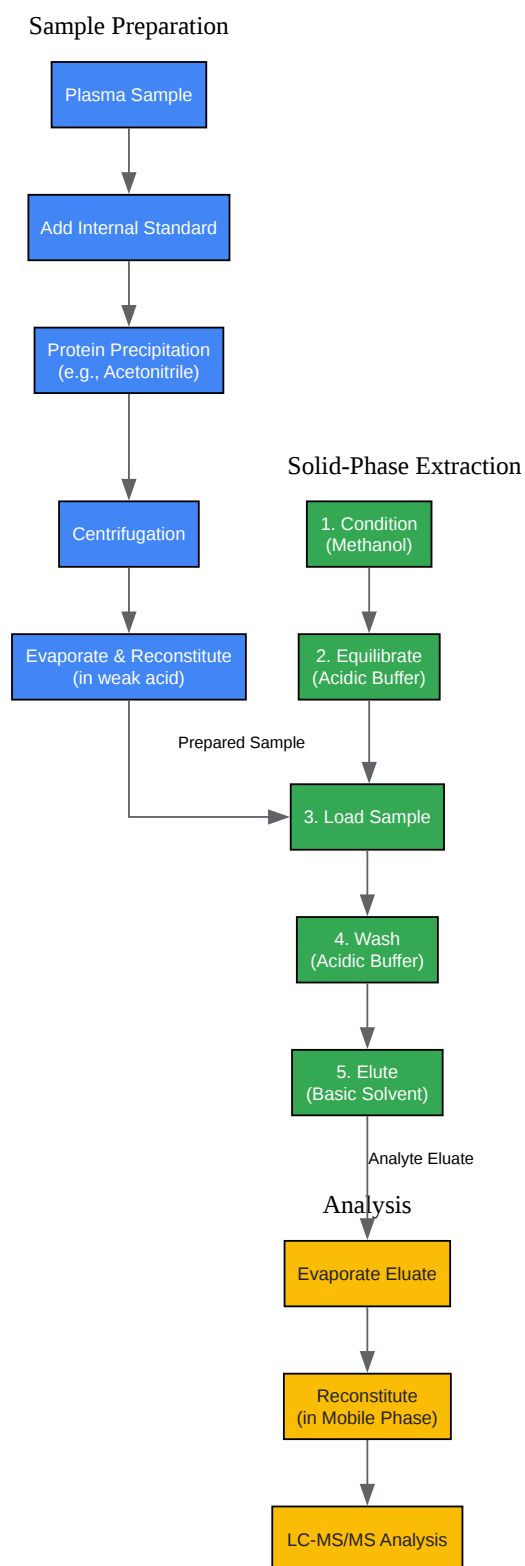 Sample Preparation
Plasma Sample
Add Internal Standard
Protein Precipitation
(e.g., Acetonitrile)
Centrifugation
Evaporate & Reconstitute
(in weak acid)
Prepared Sample
Solid-Phase Extraction
1. Condition
(Methanol)
2. Equilibrate
(Acidic Buffer)
3. Load Sample
4. Wash
(Acidic Buffer)
5. Elute
(Basic Solvent)
Analyte Eluate
Analysis
Evaporate Eluate
Reconstitute
(in Mobile Phase)
LC-MS/MS Analysis